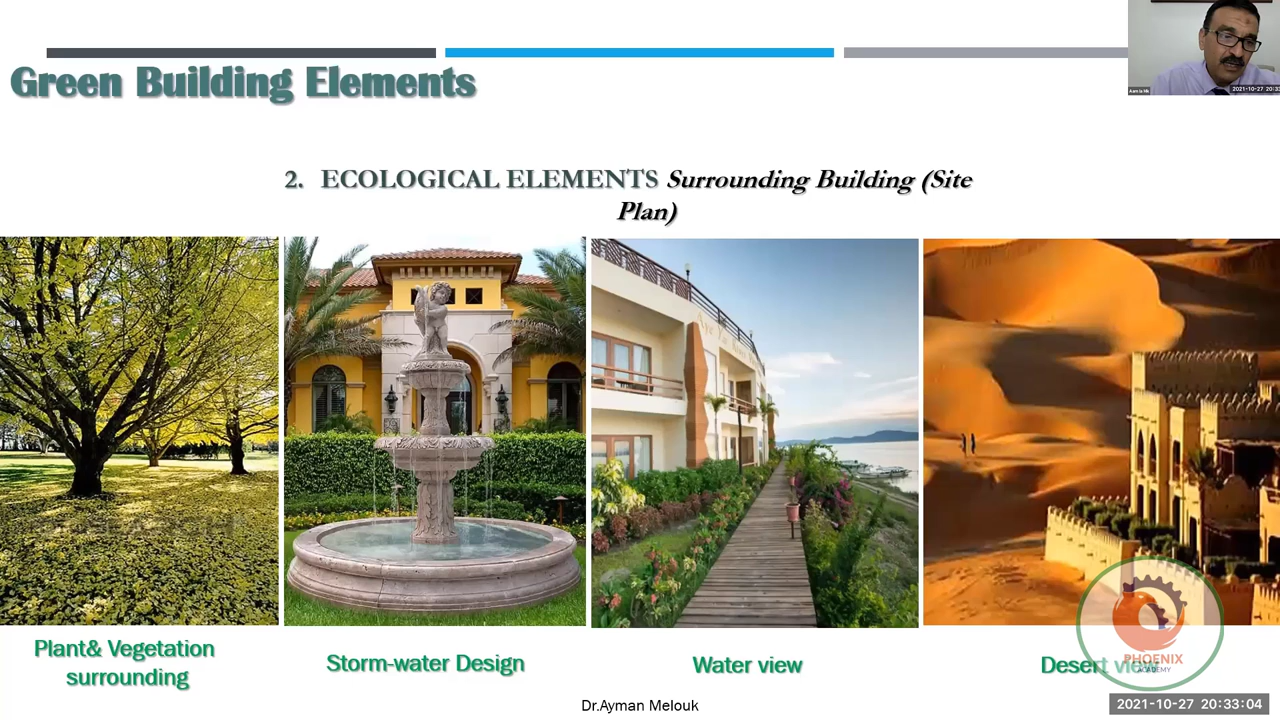 Green Building Elements
2. ECOLOGICAL ELEMENTS Surrounding Building (Site
Plan)
Plant& Vegetation
surrounding
Storm-water Design
Water view
Desert view
PHOENIX
ACADEMY
Dr.Ayman Melouk
2021-10-27 20:33:04